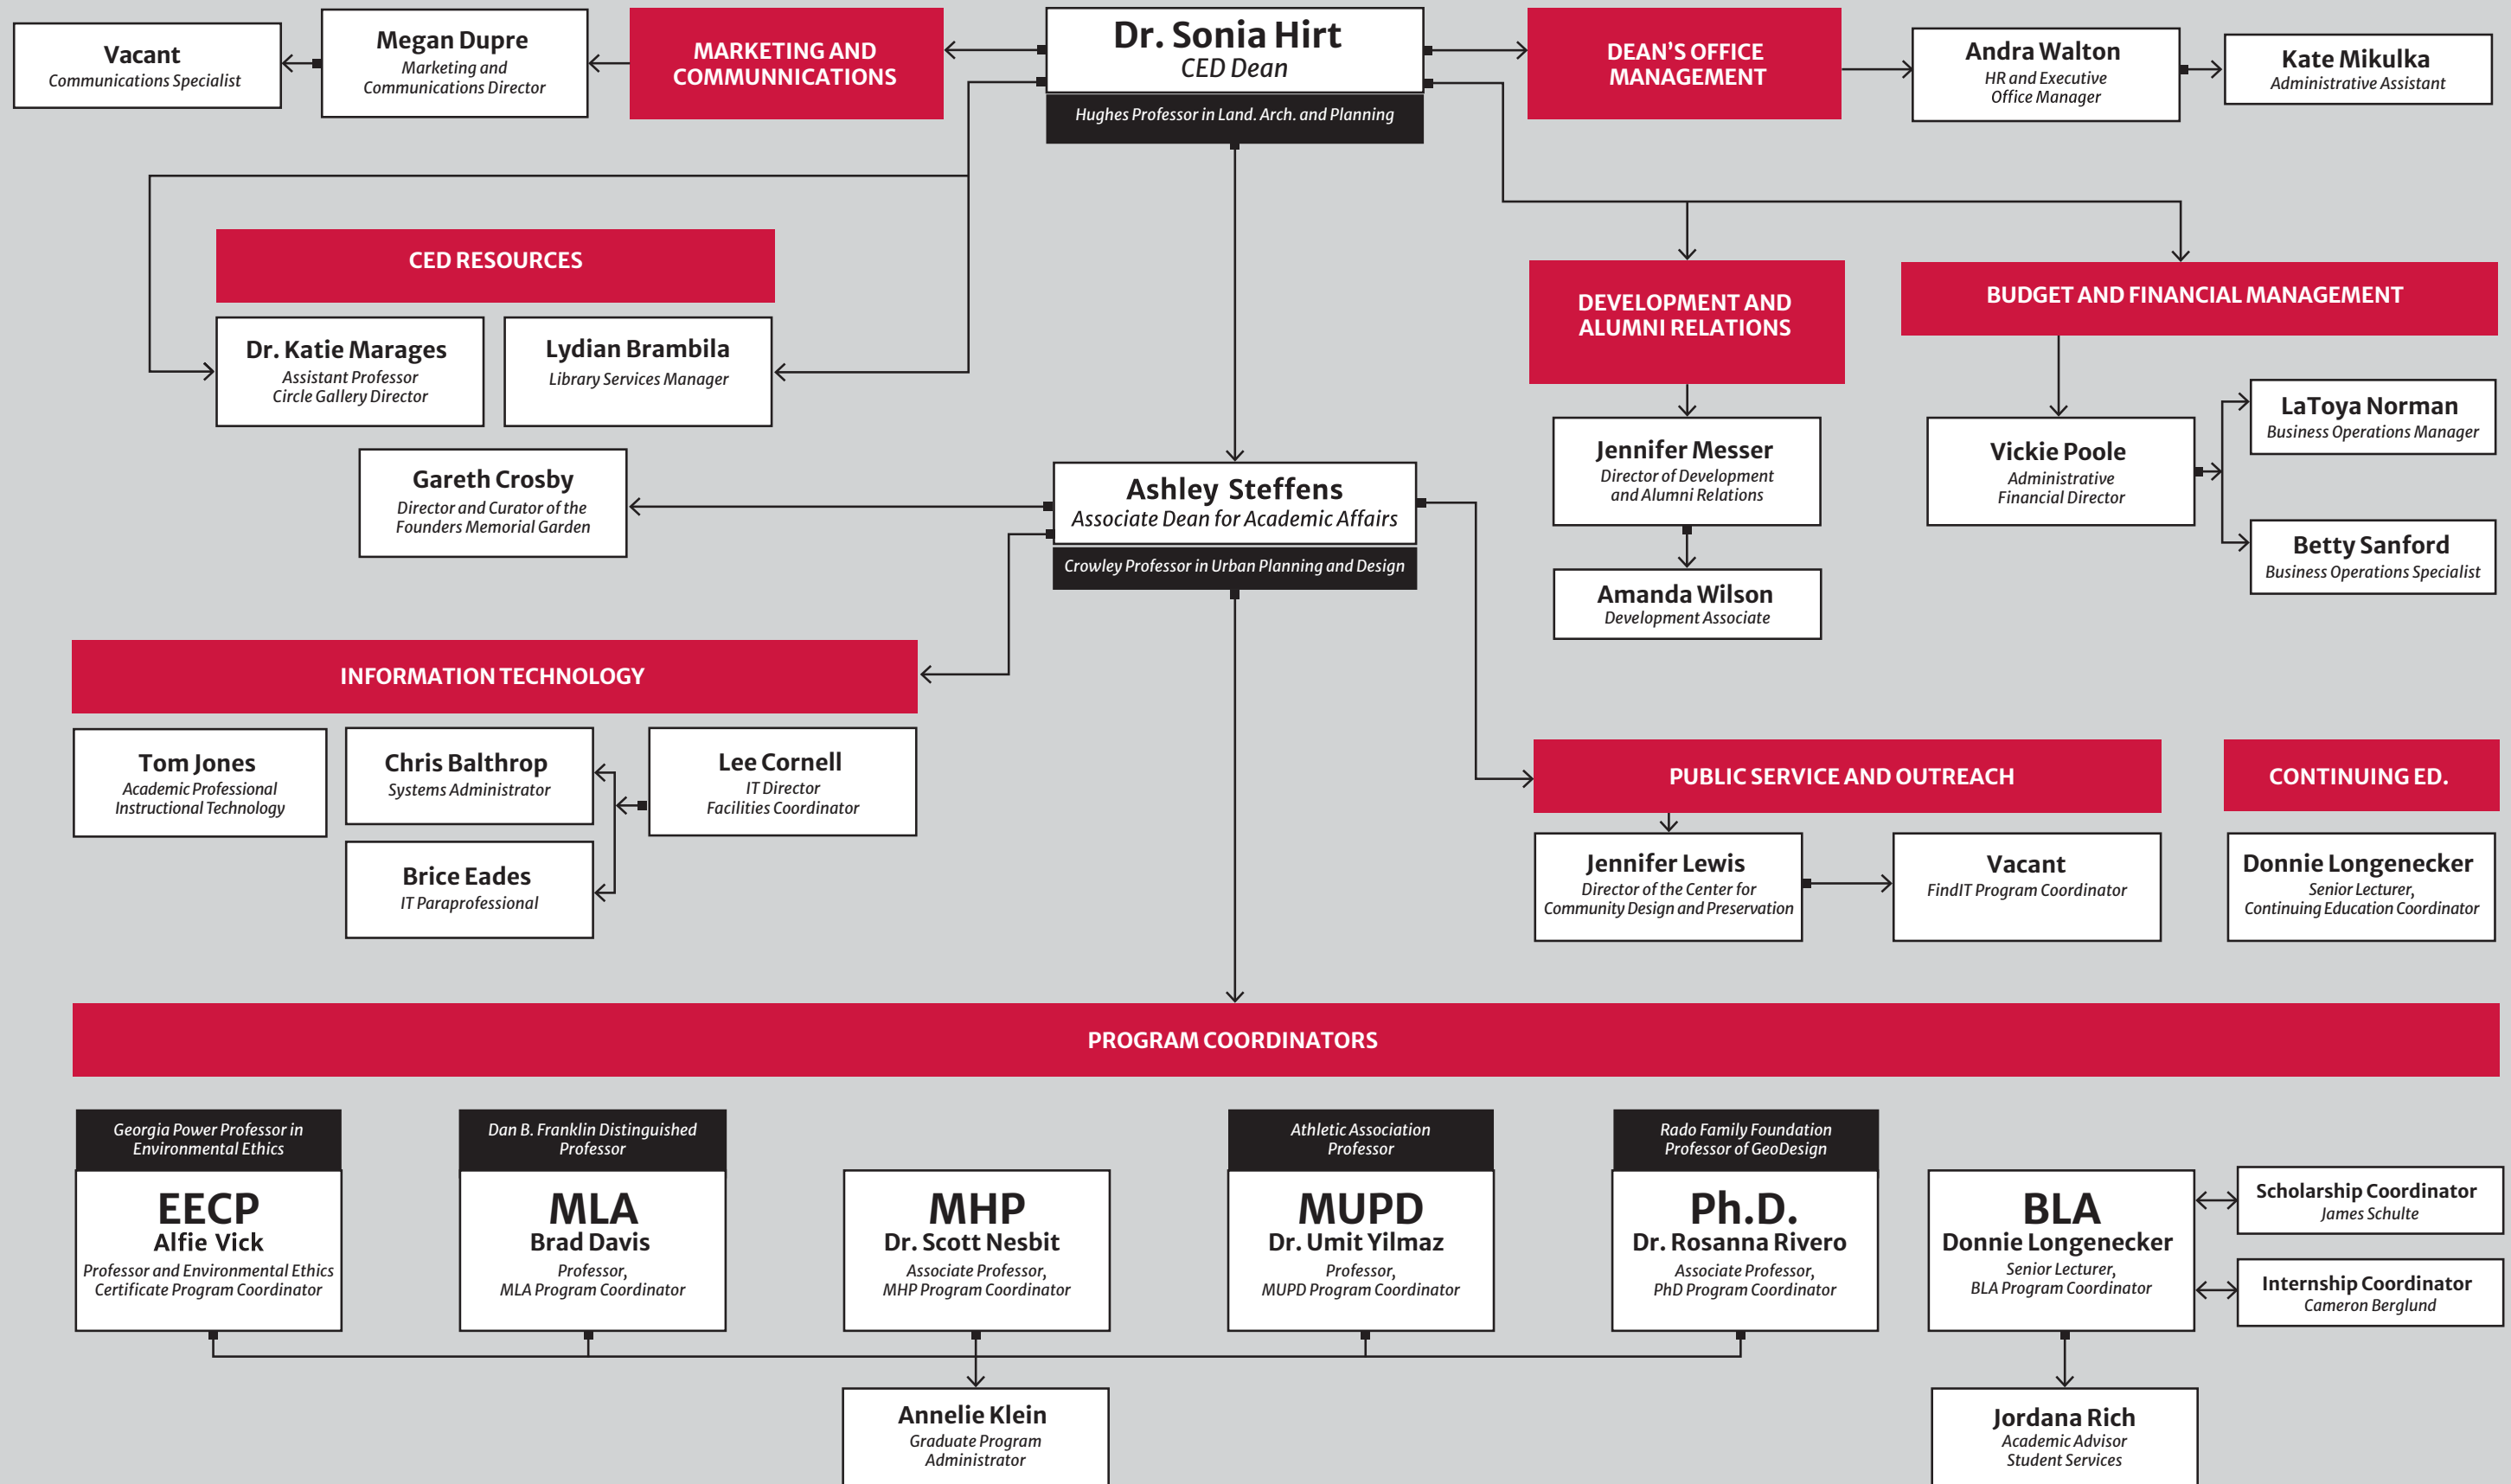 Vacant
Communications Specialist
Megan Dupre
Marketing and
Communications Director
MARKETING AND
COMMUNNICATIONS
Dr. Sonia Hirt
CED Dean
Hughes Professor in Land. Arch. and Planning
DEAN'S OFFICE
MANAGEMENT
Andra Walton
HR and Executive
Office Manager
Kate Mikulka
Administrative Assistant
CED RESOURCES
Dr. Katie Marages
Assistant Professor
Circle Gallery Director
Lydian Brambila
Library Services Manager
Gareth Crosby
Director and Curator of the
Founders Memorial Garden
Ashley Steffens
Associate Dean for Academic Affairs
Crowley Professor in Urban Planning and Design
DEVELOPMENT AND
ALUMNI RELATIONS
Jennifer Messer
Director of Development
and Alumni Relations
Amanda Wilson
Development Associate
BUDGET AND FINANCIAL MANAGEMENT
Vickie Poole
Administrative
Financial Director
LaToya Norman
Business Operations Manager
Betty Sanford
Business Operations Specialist
INFORMATION TECHNOLOGY
Tom Jones
Academic Professional
Instructional Technology
Chris Balthrop
Systems Administrator
Lee Cornell
IT Director
Facilities Coordinator
Brice Eades
IT Paraprofessional
PUBLIC SERVICE AND OUTREACH
Jennifer Lewis
Director of the Center for
Community Design and Preservation
Vacant
FindIT Program Coordinator
CONTINUING ED.
Donnie Longenecker
Senior Lecturer,
Continuing Education Coordinator
PROGRAM COORDINATORS
Georgia Power Professor in
Environmental Ethics
EECP
Alfie Vick
Professor and Environmental Ethics
Certificate Program Coordinator
Dan B. Franklin Distinguished
Professor
MLA
Brad Davis
Professor,
MLA Program Coordinator
MHP
Dr. Scott Nesbit
Associate Professor,
MHP Program Coordinator
Athletic Association
Professor
MUPD
Dr. Umit Yilmaz
Professor,
MUPD Program Coordinator
Rado Family Foundation
Professor of GeoDesign
Ph.D.
Dr. Rosanna Rivero
Associate Professor,
PhD Program Coordinator
BLA
Donnie Longenecker
Senior Lecturer,
BLA Program Coordinator
Scholarship Coordinator
James Schulte
Internship Coordinator
Cameron Berglund
Annelie Klein
Graduate Program
Administrator
Jordana Rich
Academic Advisor
Student Services